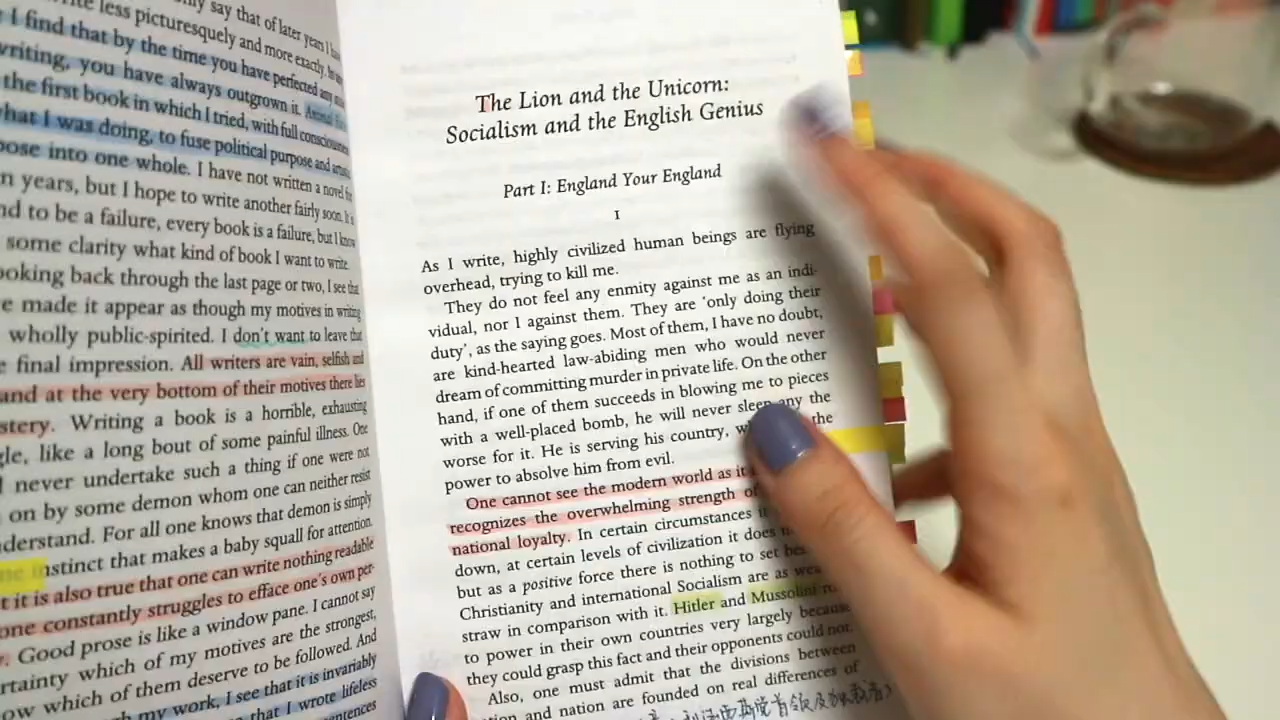 only say that of later years I
less picturesquely and more exactly. In
I find that by the time you have perfected any
writing, you have always outgrown it. Animal
the first book in which I tried, with full consciousness
what I was doing, to fuse political purpose and
into one whole. I have not written a novel for
n years, but I hope to write another fairly soon. It is
nd to be a failure, every book is a failure, but I know
some clarity what kind of book I want to write.
ooking back through the last page or two, I see that
e made it appear as though my motives in writing
wholly public-spirited. I don't want to leave that
e final impression. All writers are vain, selfish and
and at the very bottom of their motives there lies
stery. Writing a book is a horrible, exhausting
gle, like a long bout of some painful illness. One
never undertake such a thing if one were not
on by some demon whom one can neither resist
derstand. For all one knows that demon is simply
instinct that makes a baby squall for attention.
t it is also true that one can write nothing readable
one constantly struggles to efface one's own per-
Good prose is like a window pane. I cannot say
rtainty which of my motives are the strongest,
ow which of them deserve to be followed. And
my work, I see that it is invariably
that I wrote lifeless
sentences
The Lion and the Unicorn:
Socialism and the English Genius
Part I: England Your England
I
As I write, highly civilized human beings are flying
overhead, trying to kill me.
They do not feel any enmity against me as an indi-
vidual, nor I against them. They are 'only doing their
duty', as the saying goes. Most of them, I have no doubt,
are kind-hearted law-abiding men who would never
dream of committing murder in private life. On the other
hand, if one of them succeeds in blowing me to pieces
with a well-placed bomb, he will never sleep any the
worse for it. He is serving his country, the
power to absolve him from evil.
One cannot see the modern world as it
recognizes the overwhelming strength of
national loyalty. In certain circumstances it
down, at certain levels of civilization it does
but as a positive force there is nothing to set
Christianity and international Socialism are as
straw in comparison with it. Hitler and Mussolini
to power in their own countries very largely because
they could grasp this fact and their opponents could not.
Also, one must admit that the divisions between
and nation are founded on real differences of